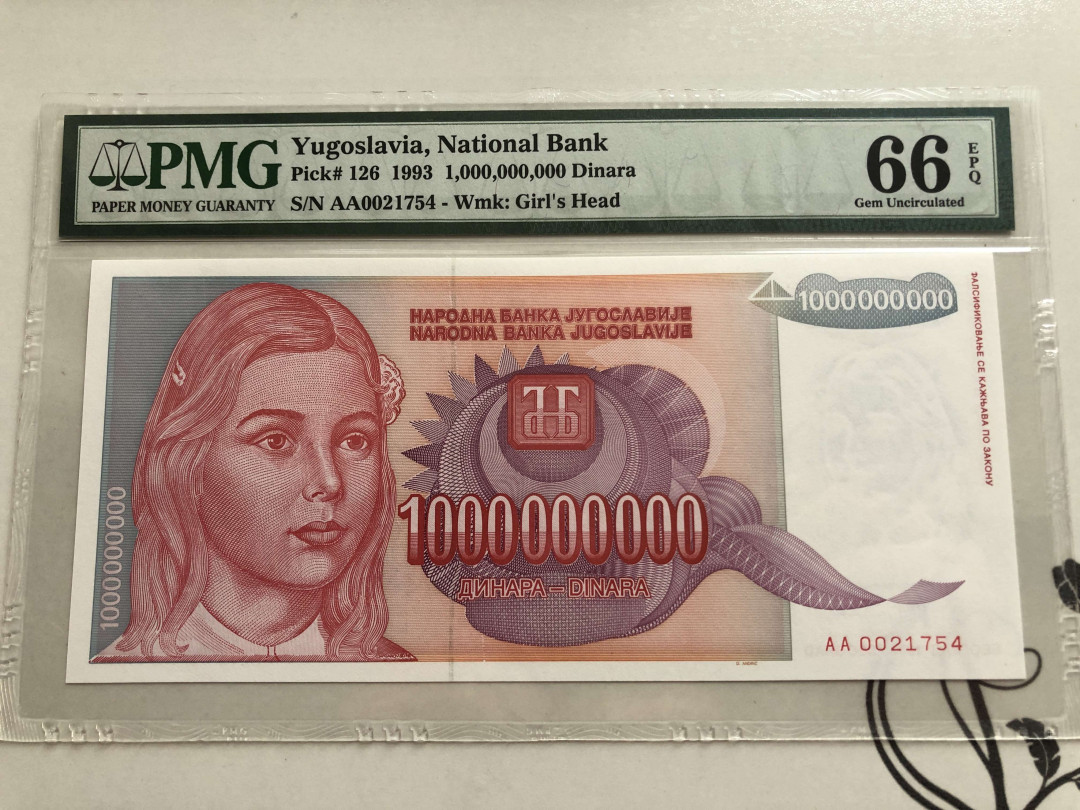 PMG
PAPER MONEY GUARANTY
Yugoslavia, National Bank
Pick# 126 1993 1,000,000,000 Dinara
S/N AA0021754 - Wmk: Girl's Head
66
EPQ
Gem Uncirculated
НАРОДНА БАНКА ЈУГОСЛАВИЈЕ
NARODNA BANKA JUGOSLAVIJE
1000000000
ФАЛСИФИКОВАЊЕ СЕ КАЖЊАВА ПО ЗАКОНУ
1000000000
1000000000
ДИНАРА – DINARA
AA 0021754